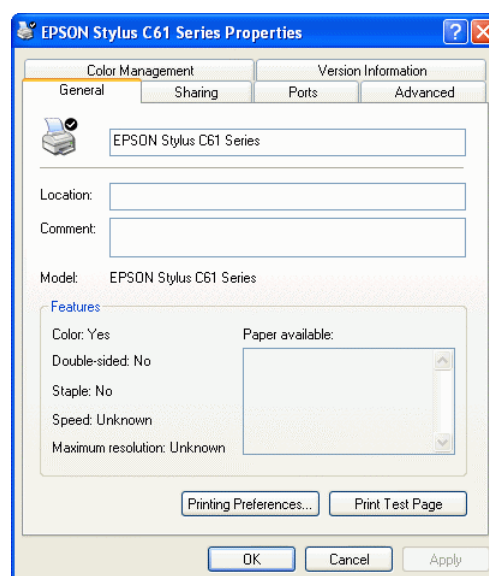 EPSON Stylus C61 Series Properties
?
X
Color Management Version Information
General Sharing Ports Advanced
EPSON Stylus C61 Series
Location:
Comment:
Model: EPSON Stylus C61 Series
Features
Color: Yes Paper available:
Double-sided: No
Staple: No
Speed: Unknown
Maximum resolution: Unknown
Printing Preferences... Print Test Page
OK Cancel Apply